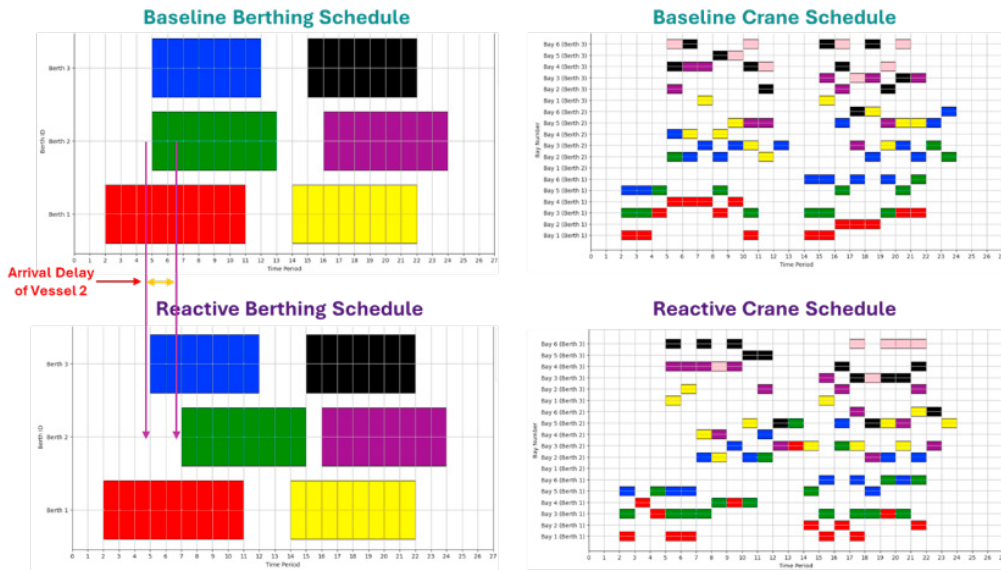 Baseline Berthing Schedule
Berth 3
Berth 2
Berth 1
Berth ID
0 1 2 3 4 5 6 7 8 9 10 11 12 13 14 15 16 17 18 19 20 21 22 23 24 25 26 27
Time Period
Baseline Crane Schedule
Bay 6 (Berth 3)
Bay 5 (Berth 3)
Bay 4 (Berth 3)
Bay 3 (Berth 3)
Bay 2 (Berth 3)
Bay 1 (Berth 3)
Bay 6 (Berth 2)
Bay 5 (Berth 2)
Bay 4 (Berth 2)
Bay 3 (Berth 2)
Bay 2 (Berth 2)
Bay 1 (Berth 2)
Bay 6 (Berth 1)
Bay 5 (Berth 1)
Bay 4 (Berth 1)
Bay 3 (Berth 1)
Bay 2 (Berth 1)
Bay 1 (Berth 1)
Bay Number
0 1 2 3 4 5 6 7 8 9 10 11 12 13 14 15 16 17 18 19 20 21 22 23 24 25 26 27
Time Period
Arrival Delay
of Vessel 2
Reactive Berthing Schedule
Berth 3
Berth 2
Berth 1
Berth ID
0 1 2 3 4 5 6 7 8 9 10 11 12 13 14 15 16 17 18 19 20 21 22 23 24 25 26 27
Time Period
Reactive Crane Schedule
Bay 6 (Berth 3)
Bay 5 (Berth 3)
Bay 4 (Berth 3)
Bay 3 (Berth 3)
Bay 2 (Berth 3)
Bay 1 (Berth 3)
Bay 6 (Berth 2)
Bay 5 (Berth 2)
Bay 4 (Berth 2)
Bay 3 (Berth 2)
Bay 2 (Berth 2)
Bay 1 (Berth 2)
Bay 6 (Berth 1)
Bay 5 (Berth 1)
Bay 4 (Berth 1)
Bay 3 (Berth 1)
Bay 2 (Berth 1)
Bay 1 (Berth 1)
Bay Number
0 1 2 3 4 5 6 7 8 9 10 11 12 13 14 15 16 17 18 19 20 21 22 23 24 25 26 27
Time Period